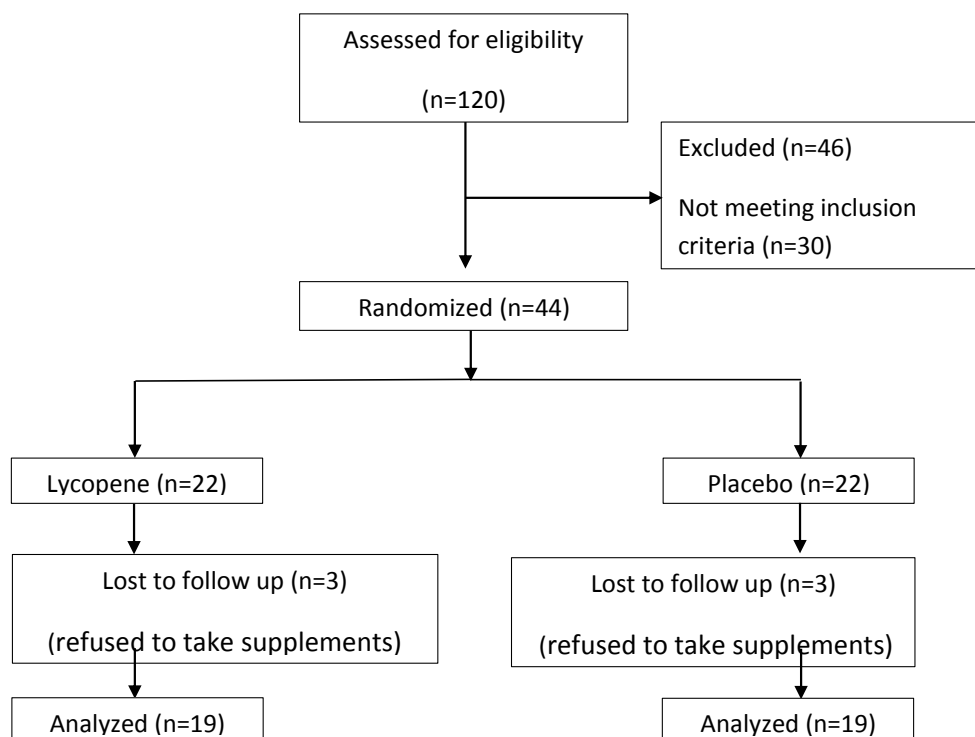 Assessed for eligibility
(n=120)
Excluded (n=46)
Not meeting inclusion
criteria (n=30)
Randomized (n=44)
Lycopene (n=22)
Placebo (n=22)
Lost to follow up (n=3)
(refused to take supplements)
Lost to follow up (n=3)
(refused to take supplements)
Analyzed (n=19)
Analyzed (n=19)